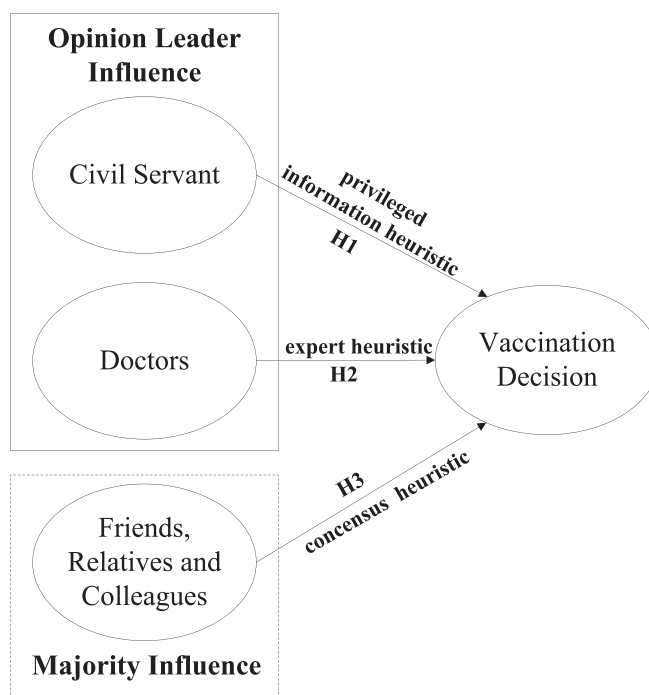 Opinion Leader
Influence
Civil Servant
privileged
information heuristic
H1
Doctors
expert heuristic
H2
Vaccination
Decision
H3
concensus heuristic
Friends,
Relatives and
Colleagues
Majority Influence